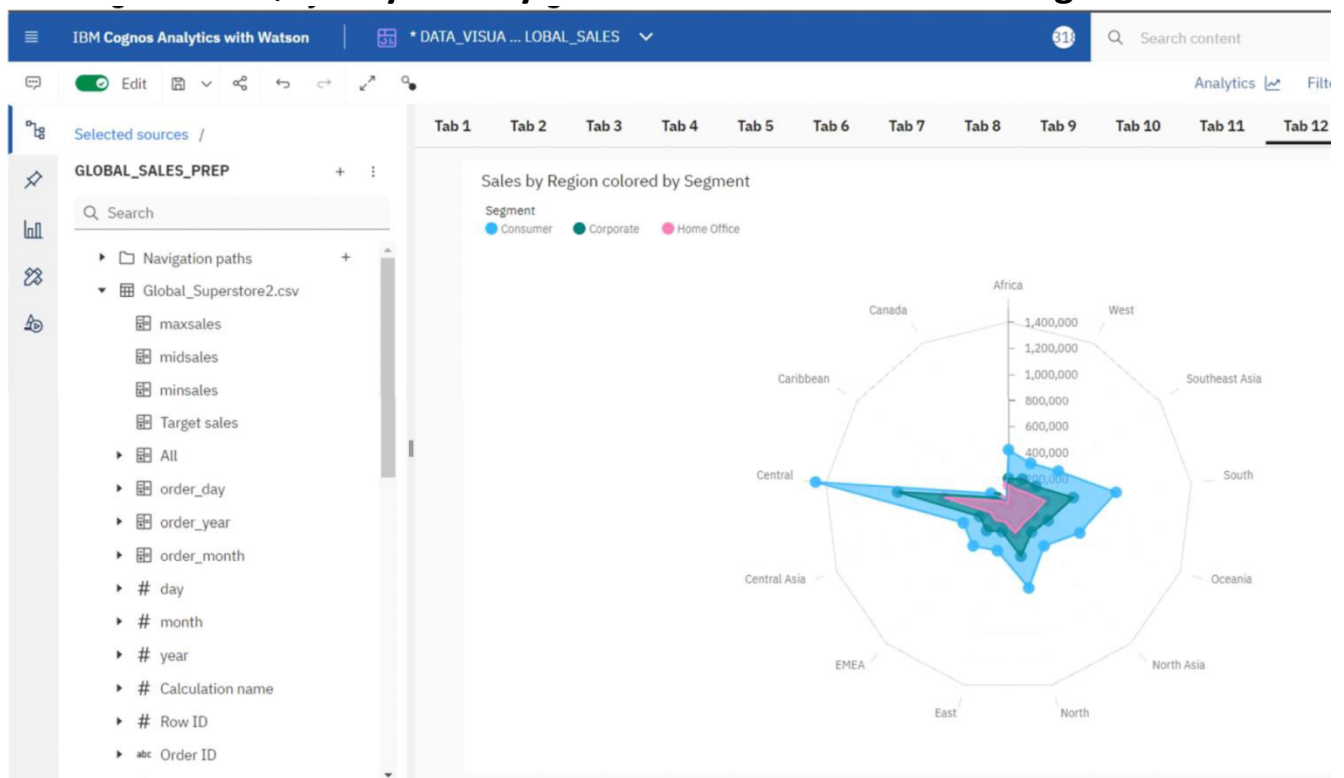 IBM Cognos Analytics with Watson
* DATA_VISUA ... LOBAL_SALES
Search content
Edit
Analytics
Selected sources /
Tab 1 Tab 2 Tab 3 Tab 4 Tab 5 Tab 6 Tab 7 Tab 8 Tab 9 Tab 10 Tab 11 Tab 12
GLOBAL_SALES_PREP
Search
Navigation paths
Global_Superstore2.csv
maxsales
midsales
minsales
Target sales
All
order_day
order_year
order_month
# day
# month
# year
# Calculation name
# Row ID
abc Order ID
Sales by Region colored by Segment
Segment
Consumer Corporate Home Office
Africa
Canada
West
1,400,000
1,200,000
Caribbean
1,000,000
Southeast Asia
800,000
600,000
400,000
Central
South
Central Asia
Oceania
EMEA
North Asia
East
North